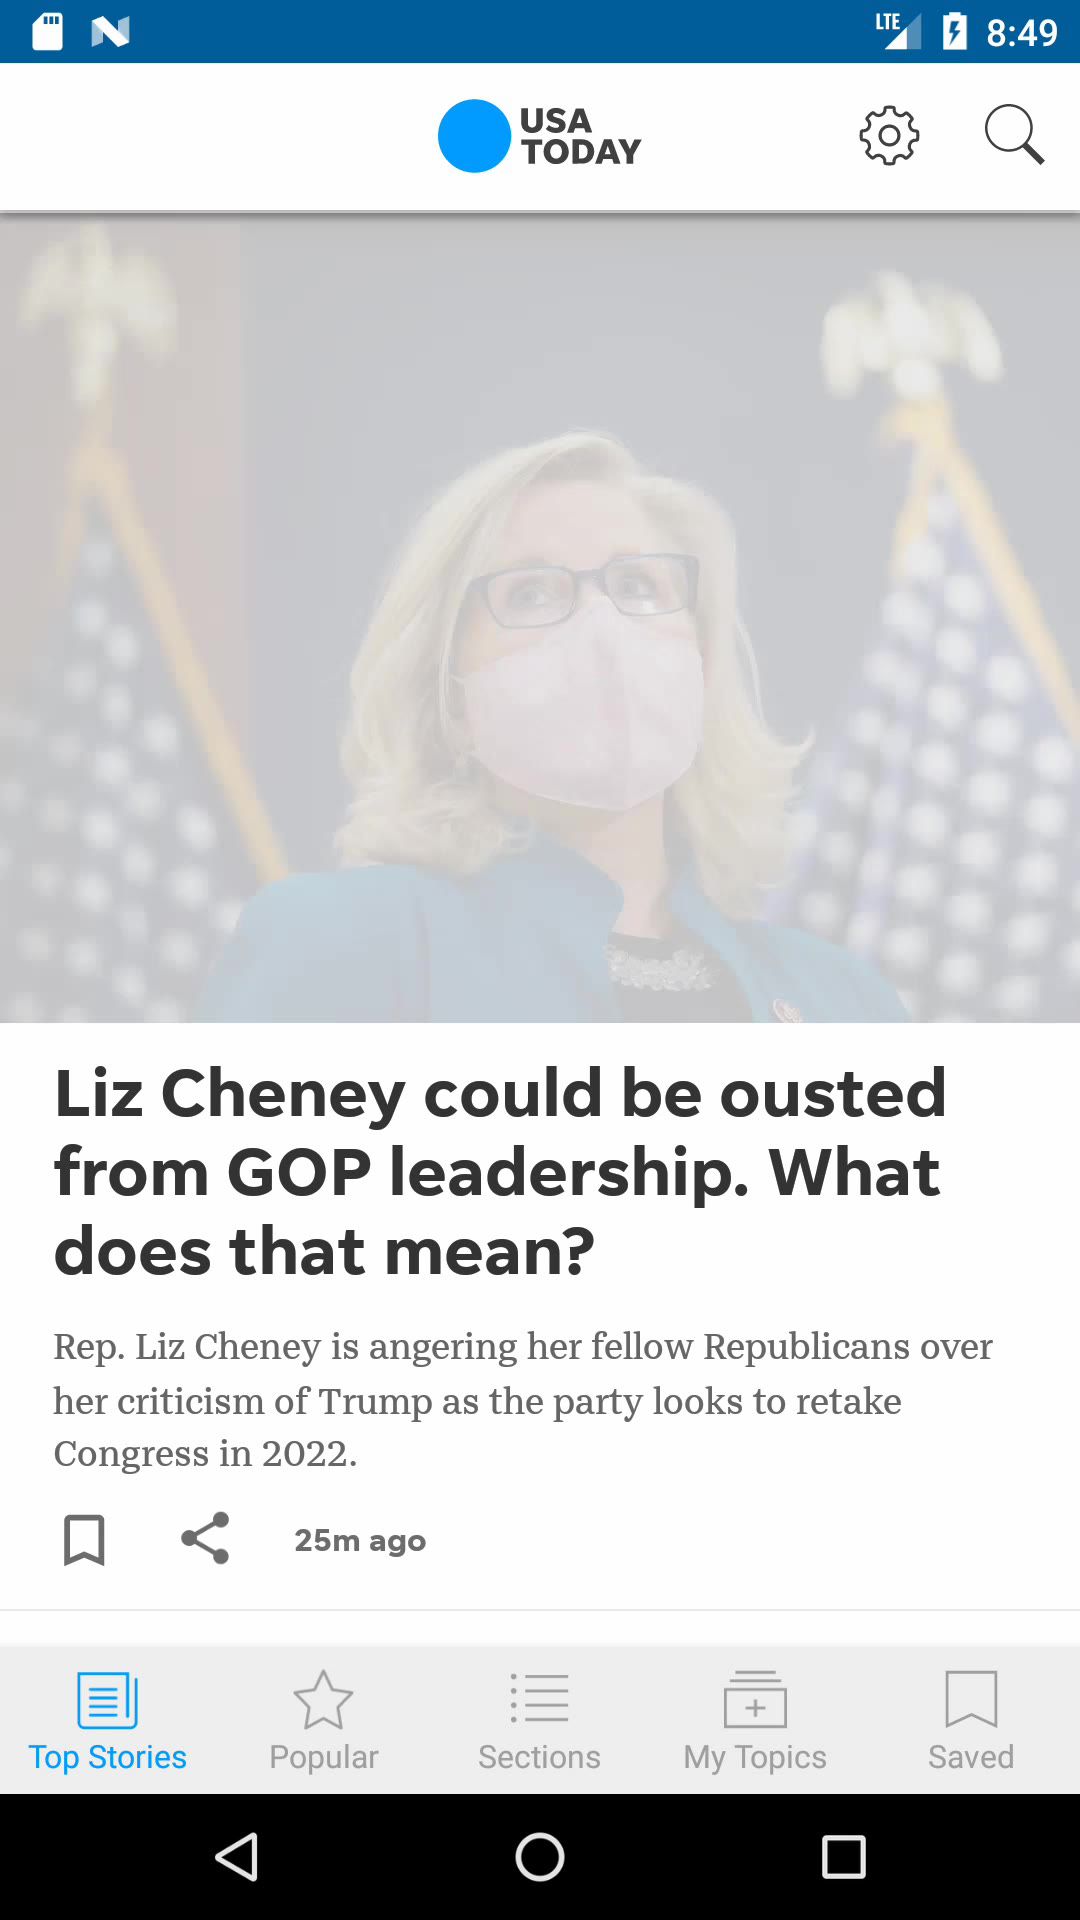 LTE 8:49
USA
TODAY
Liz Cheney could be ousted
from GOP leadership. What
does that mean?
Rep. Liz Cheney is angering her fellow Republicans over
her criticism of Trump as the party looks to retake
Congress in 2022.
25m ago
Top Stories Popular Sections My Topics Saved